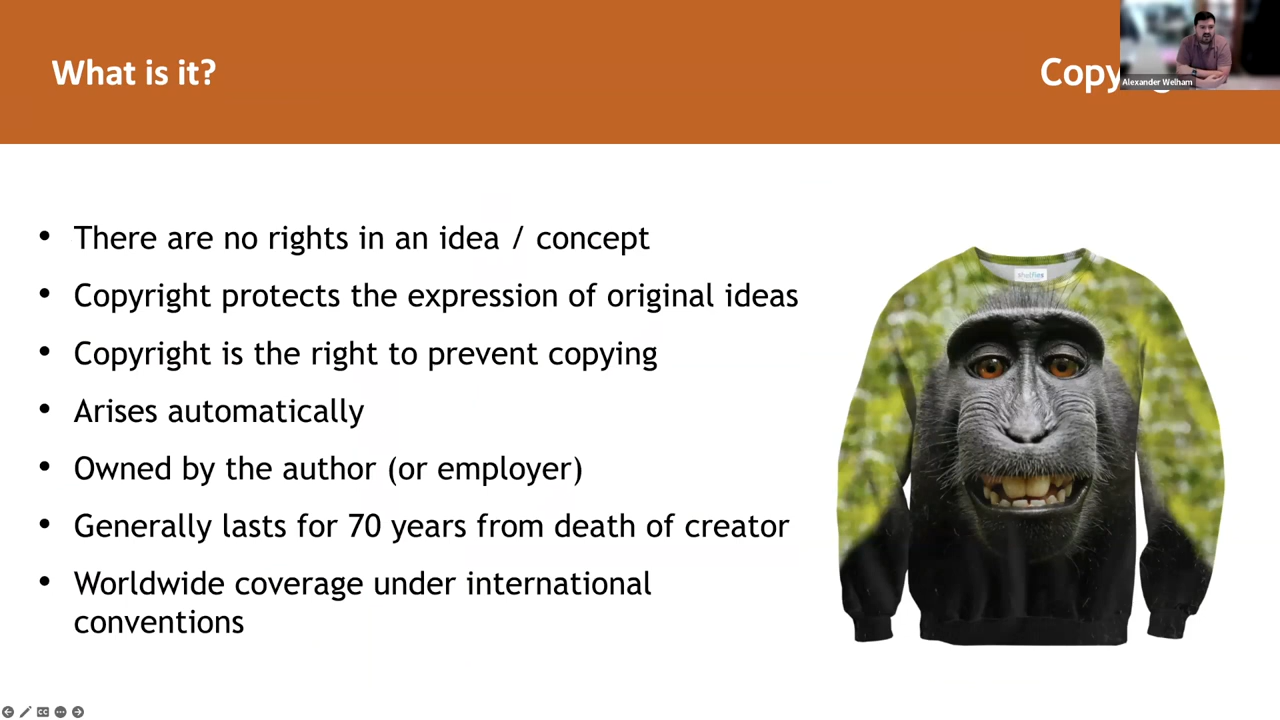 What is it?
Alexander Welham
• There are no rights in an idea / concept
• Copyright protects the expression of original ideas
• Copyright is the right to prevent copying
• Arises automatically
• Owned by the author (or employer)
• Generally lasts for 70 years from death of creator
• Worldwide coverage under international
conventions